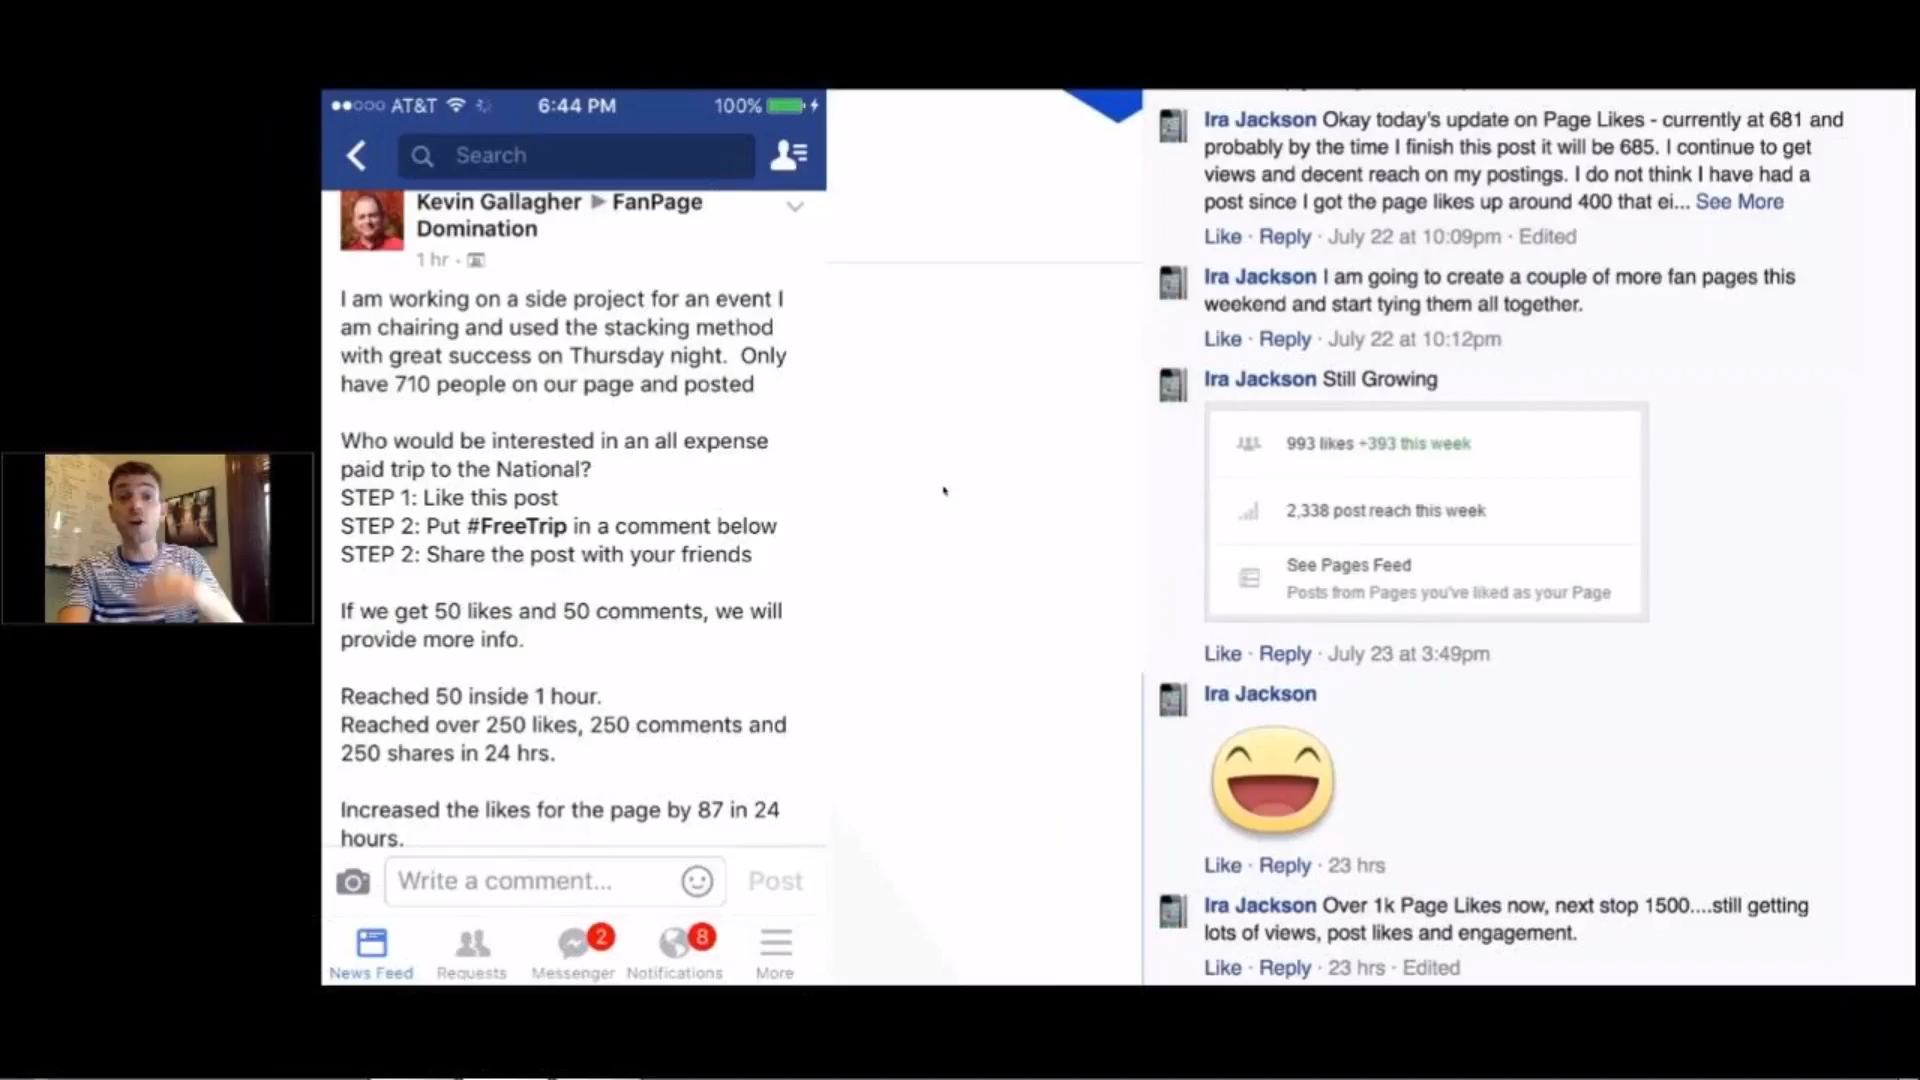 AT&T 6:44 PM 100%
Search
Kevin Gallagher ▶ FanPage
Domination
1 hr ·
I am working on a side project for an event I
am chairing and used the stacking method
with great success on Thursday night. Only
have 710 people on our page and posted
Who would be interested in an all expense
paid trip to the National?
STEP 1: Like this post
STEP 2: Put #FreeTrip in a comment below
STEP 2: Share the post with your friends
If we get 50 likes and 50 comments, we will
provide more info.
Reached 50 inside 1 hour.
Reached over 250 likes, 250 comments and
250 shares in 24 hrs.
Increased the likes for the page by 87 in 24
hours.
Write a comment... Post
2 8
News Feed Requests Messenger Notifications More
Ira Jackson Okay today's update on Page Likes - currently at 681 and
probably by the time I finish this post it will be 685. I continue to get
views and decent reach on my postings. I do not think I have had a
post since I got the page likes up around 400 that ei... See More
Like · Reply · July 22 at 10:09pm · Edited
Ira Jackson I am going to create a couple of more fan pages this
weekend and start tying them all together.
Like · Reply · July 22 at 10:12pm
Ira Jackson Still Growing
993 likes +393 this week
2,338 post reach this week
See Pages Feed
Posts from Pages you've liked as your Page
Like · Reply · July 23 at 3:49pm
Ira Jackson
Like · Reply · 23 hrs
Ira Jackson Over 1k Page Likes now, next stop 1500....still getting
lots of views, post likes and engagement.
Like · Reply · 23 hrs · Edited